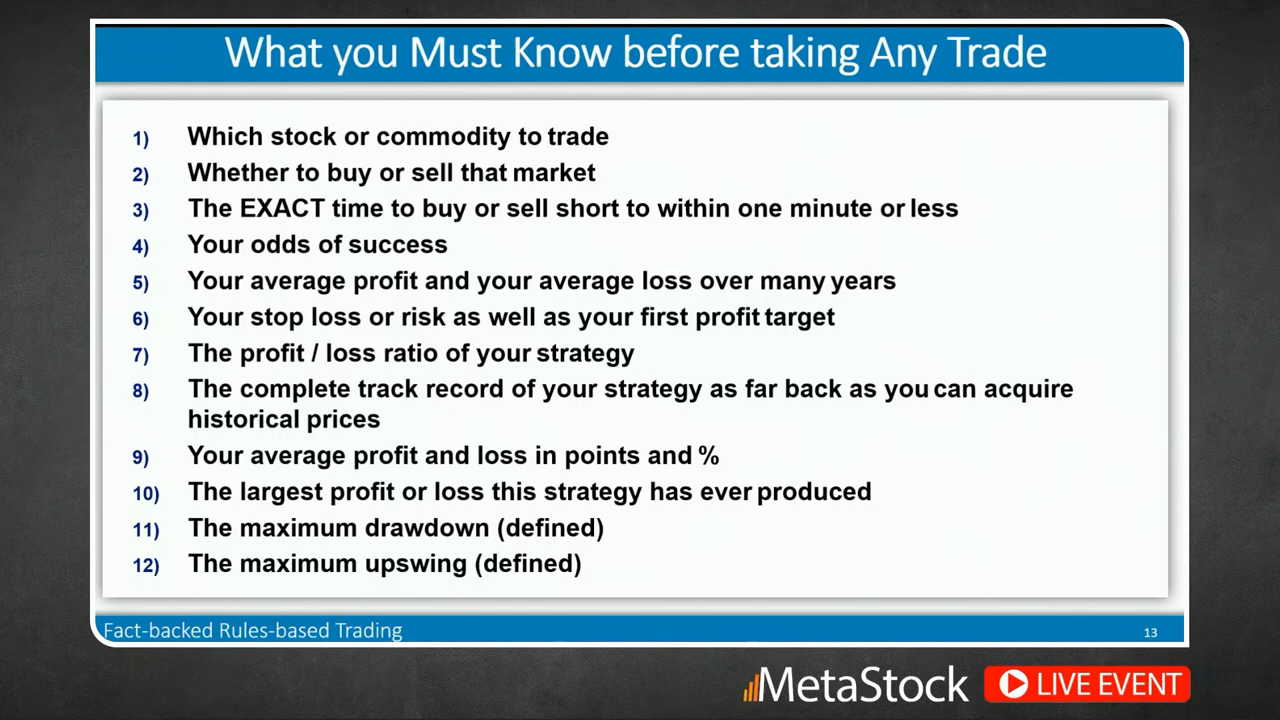 What you Must Know before taking Any Trade
1) Which stock or commodity to trade
2) Whether to buy or sell that market
3) The EXACT time to buy or sell short to within one minute or less
4) Your odds of success
5) Your average profit and your average loss over many years
6) Your stop loss or risk as well as your first profit target
7) The profit / loss ratio of your strategy
8) The complete track record of your strategy as far back as you can acquire
historical prices
9) Your average profit and loss in points and %
10) The largest profit or loss this strategy has ever produced
11) The maximum drawdown (defined)
12) The maximum upswing (defined)
Fact-backed Rules-based Trading 13
MetaStock LIVE EVENT